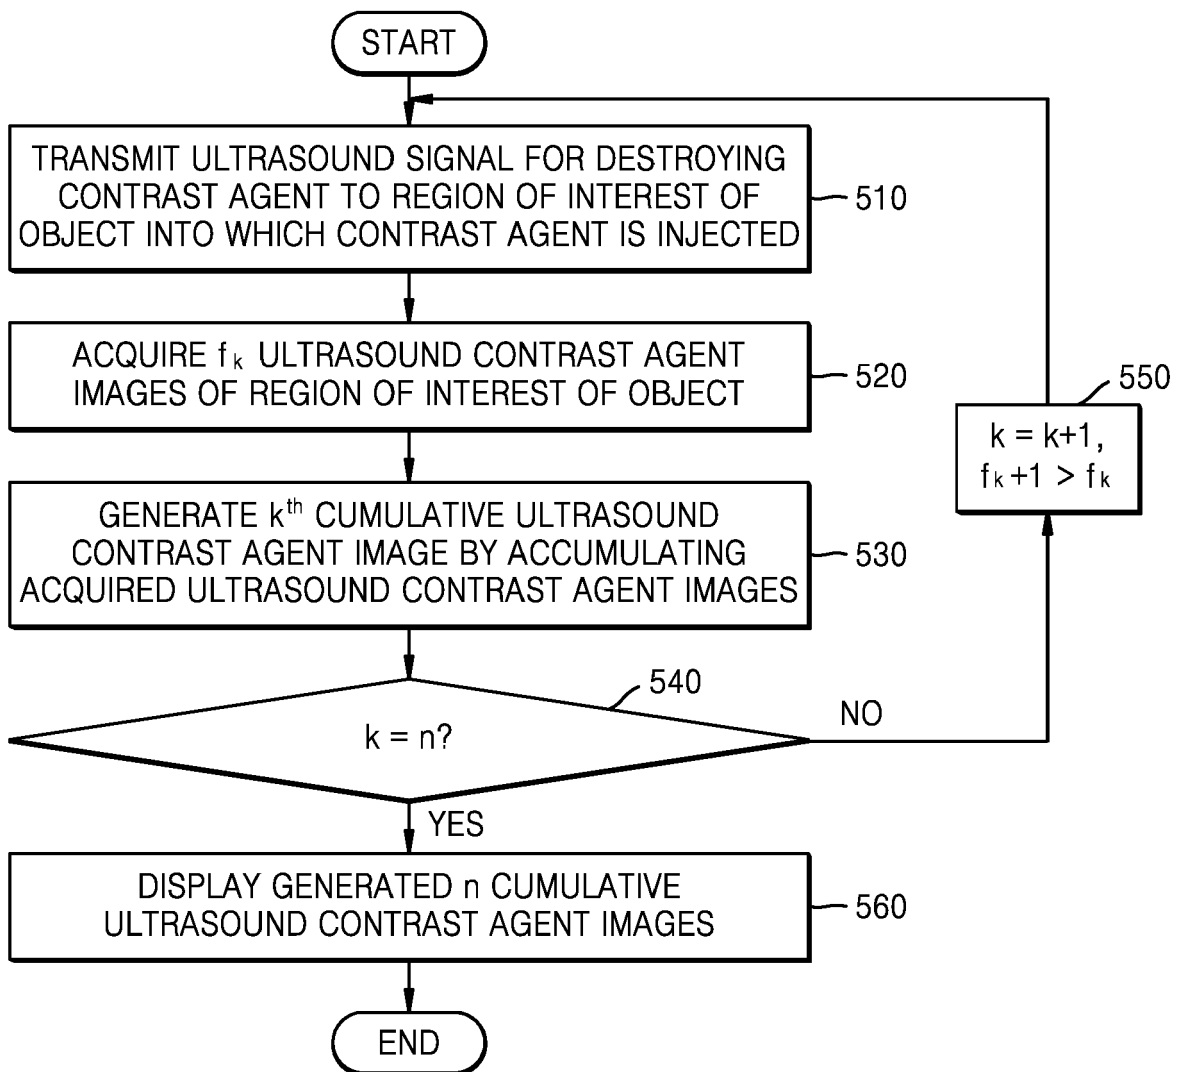 START
TRANSMIT ULTRASOUND SIGNAL FOR DESTROYING
CONTRAST AGENT TO REGION OF INTEREST OF
OBJECT INTO WHICH CONTRAST AGENT IS INJECTED
510
ACQUIRE fₖ ULTRASOUND CONTRAST AGENT
IMAGES OF REGION OF INTEREST OF OBJECT
520
550
k = k+1,
fₖ+1 > fₖ
GENERATE kᵗʰ CUMULATIVE ULTRASOUND
CONTRAST AGENT IMAGE BY ACCUMULATING
ACQUIRED ULTRASOUND CONTRAST AGENT IMAGES
530
540
k = n?
NO
YES
DISPLAY GENERATED n CUMULATIVE
ULTRASOUND CONTRAST AGENT IMAGES
560
END